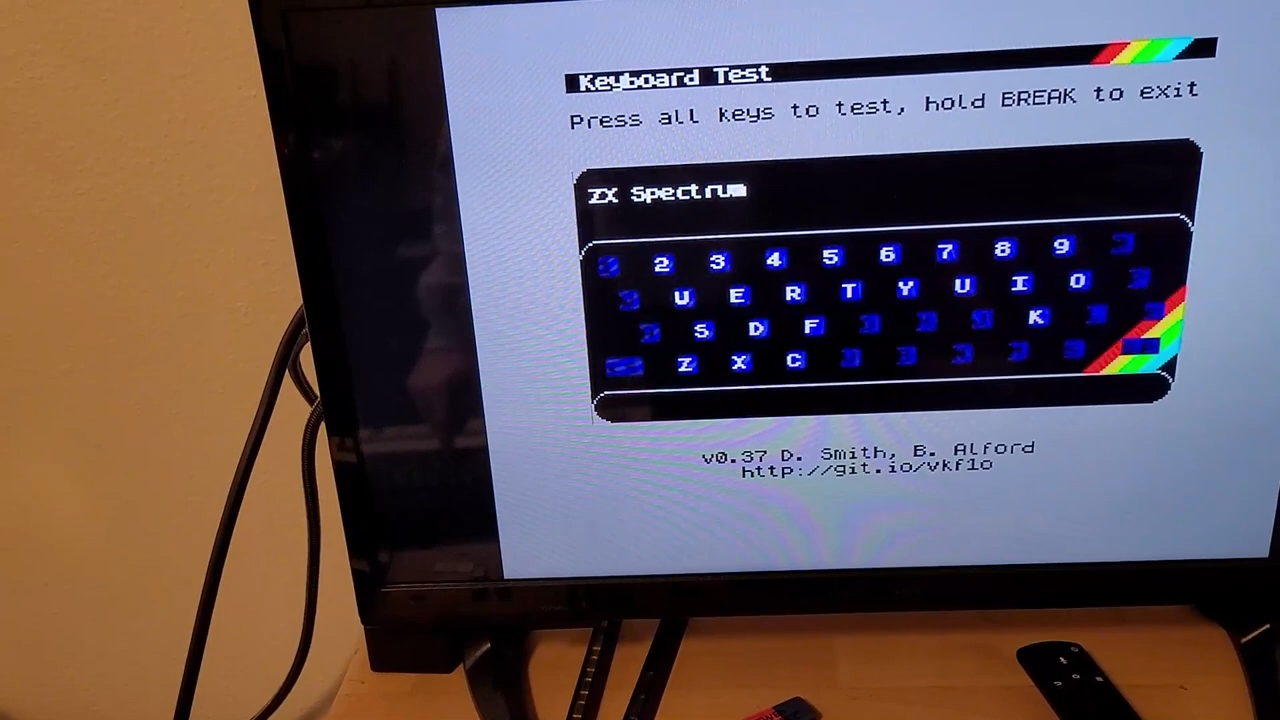 Keyboard Test
Press all keys to test, hold BREAK to exit
ZX Spectrum
2 3 4 5 6 7 8 9
U E R T Y U I O
S D F K
Z X C
v0.37 D. Smith, B. Alford
http://git.io/vkf1o